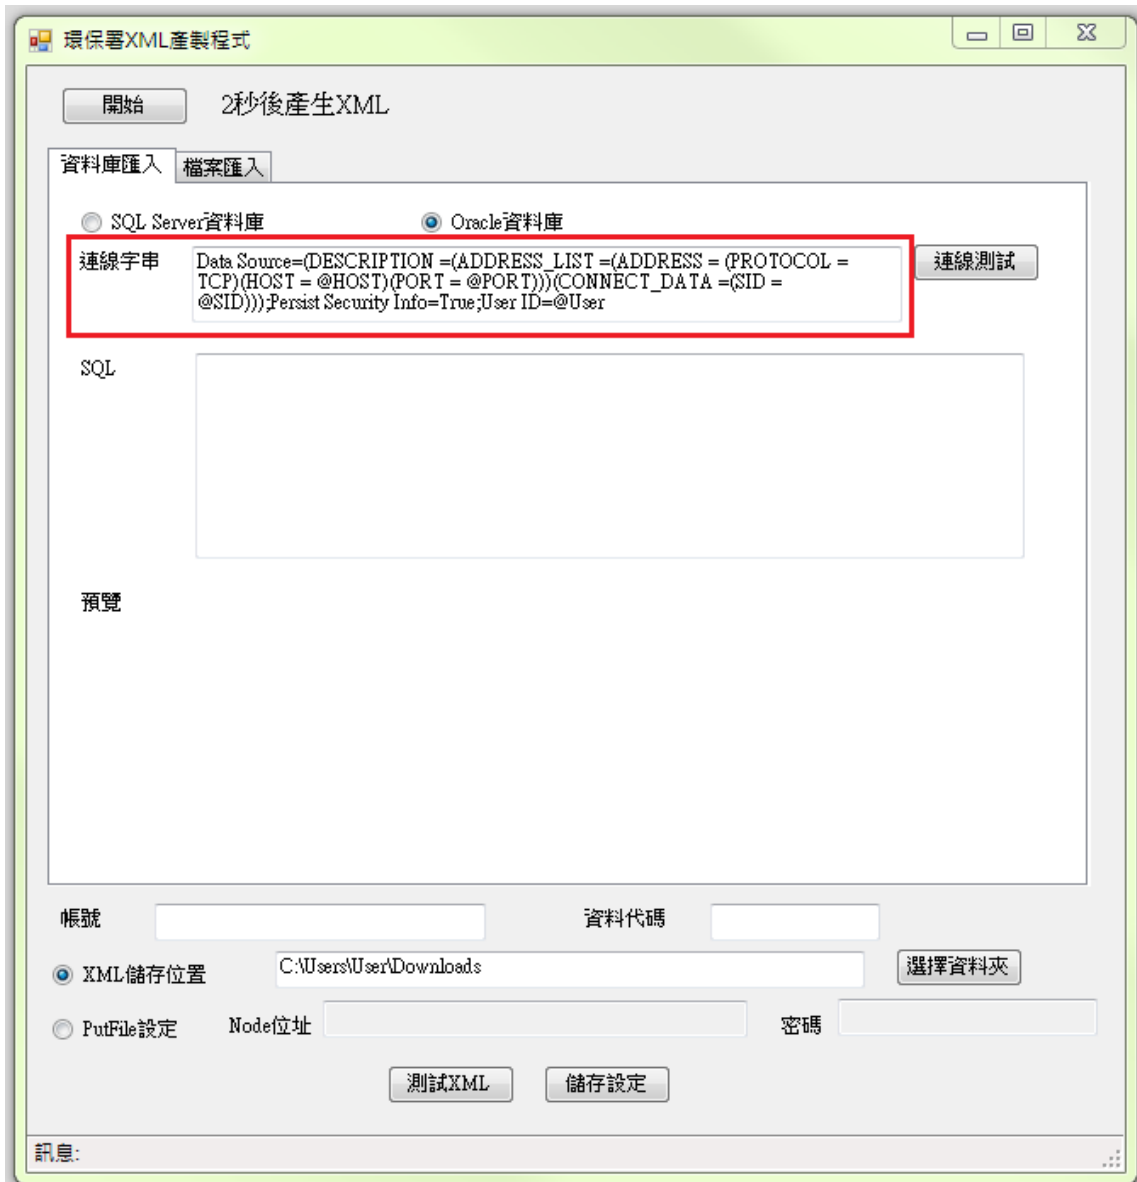 環保署XML產製程式
開始 2秒後產生XML
資料庫匯入 檔案匯入
SQL Server資料庫 Oracle資料庫
連線字串 Data Source=(DESCRIPTION =(ADDRESS_LIST =(ADDRESS = (PROTOCOL = 連線測試
TCP)(HOST = @HOST)(PORT = @PORT)))(CONNECT_DATA =(SID =
@SID)));Persist Security Info=True;User ID=@User
SQL
預覽
帳號 資料代碼
XML儲存位置 C:\Users\User\Downloads 選擇資料夾
PutFile設定 Node位址 密碼
測試XML 儲存設定
訊息: